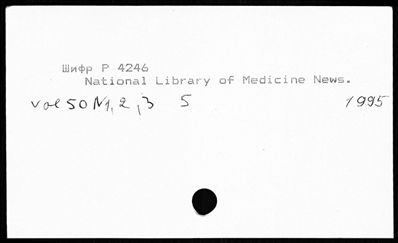 Шифр Р 4246
National Library of Medicine News.
vol 50 N1, 2, 3 5 1995